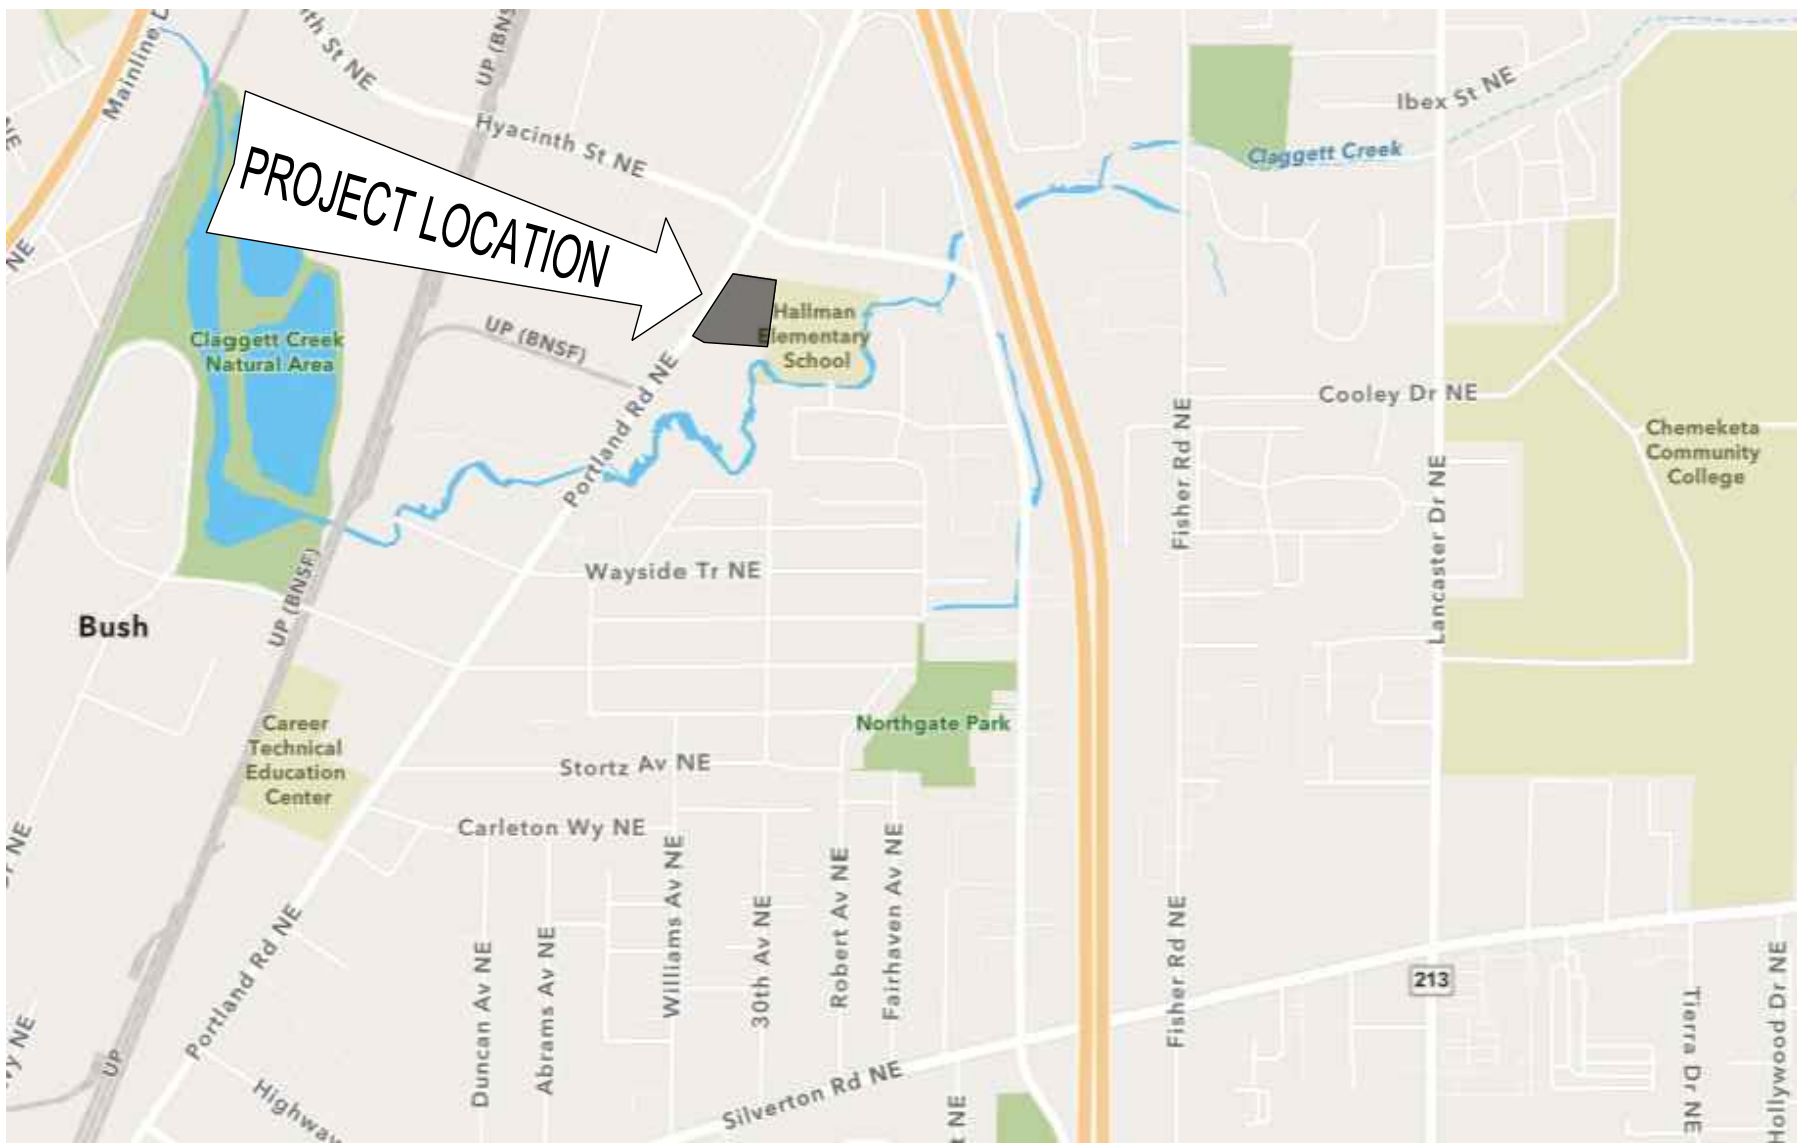 Mainline D
th St NE
UP (BNS
Hyacinth St NE
Ibex St NE
Claggett Creek
NE
NE
PROJECT LOCATION
Claggett Creek
Natural Area
UP (BNSF)
Hallman
Elementary
School
Portland Rd NE
Cooley Dr NE
Fisher Rd NE
Lancaster Dr NE
Chemeketa
Community
College
Wayside Tr NE
UP (BNSF)
Bush
Northgate Park
Career
Technical
Education
Center
Stortz Av NE
Carleton Wy NE
Williams Av NE
30th Av NE
Robert Av NE
Fairhaven Av NE
Duncan Av NE
Abrams Av NE
Portland Rd NE
Fisher Rd NE
213
Tierra Dr NE
Hollywood Dr NE
UP
Highway
Silverton Rd NE
t NE